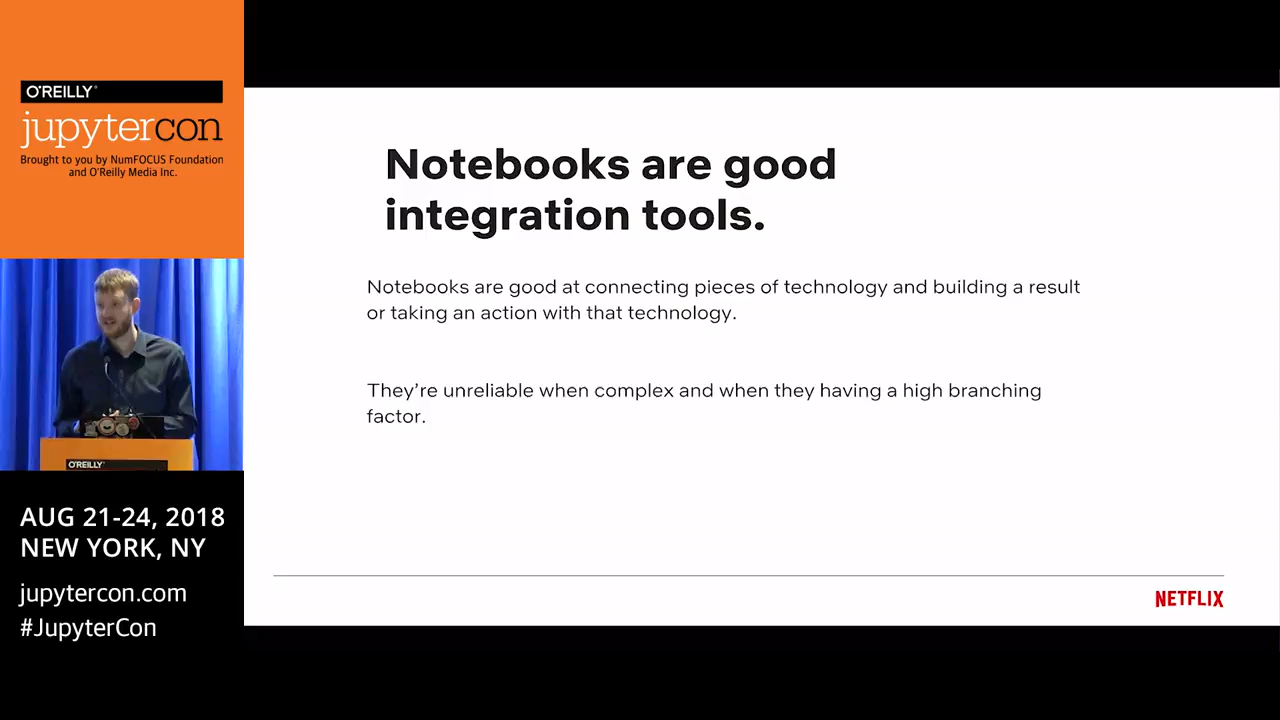 O'REILLY®
jupytercon
Brought to you by NumFOCUS Foundation
and O'Reilly Media Inc.
Notebooks are good
integration tools.
Notebooks are good at connecting pieces of technology and building a result
or taking an action with that technology.
They're unreliable when complex and when they having a high branching
factor.
O'REILLY®
AUG 21-24, 2018
NEW YORK, NY
jupytercon.com
#JupyterCon
NETFLIX